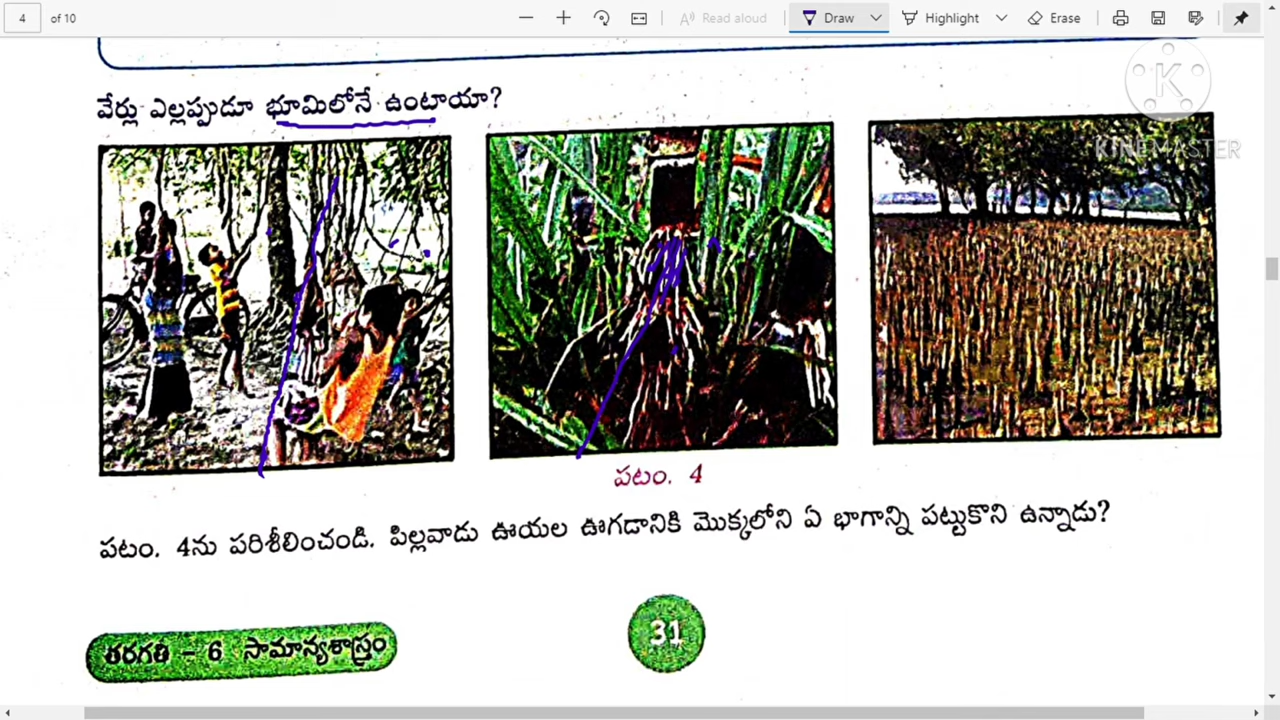 4 of 10 Read aloud Draw Highlight Erase
వేర్లు ఎల్లప్పుడూ భూమిలోనే ఉంటాయా?
KINEMASTER
పటం. 4
పటం. 4ను పరిశీలించండి. పిల్లవాడు ఊయల ఊగడానికి మొక్కలోని ఏ భాగాన్ని పట్టుకొని ఉన్నాడు?
తరగతి - 6 సామాన్యశాస్త్రం
31